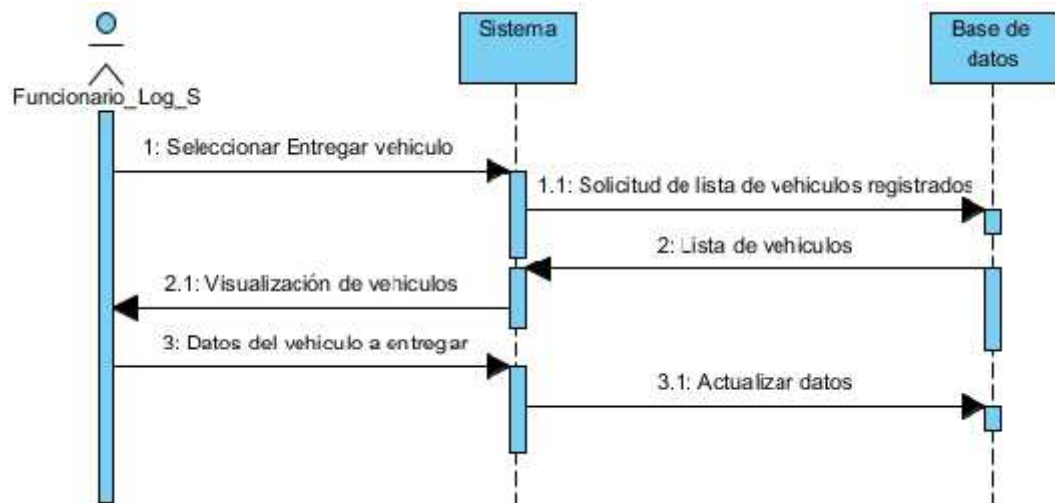 Sistema
Base de
datos
Funcionario_Log_S
1: Seleccionar Entregar vehiculo
1.1: Solicitud de lista de vehiculos registrados
2: Lista de vehiculos
2.1: Visualización de vehiculos
3: Datos del vehiculo a entregar
3.1: Actualizar datos